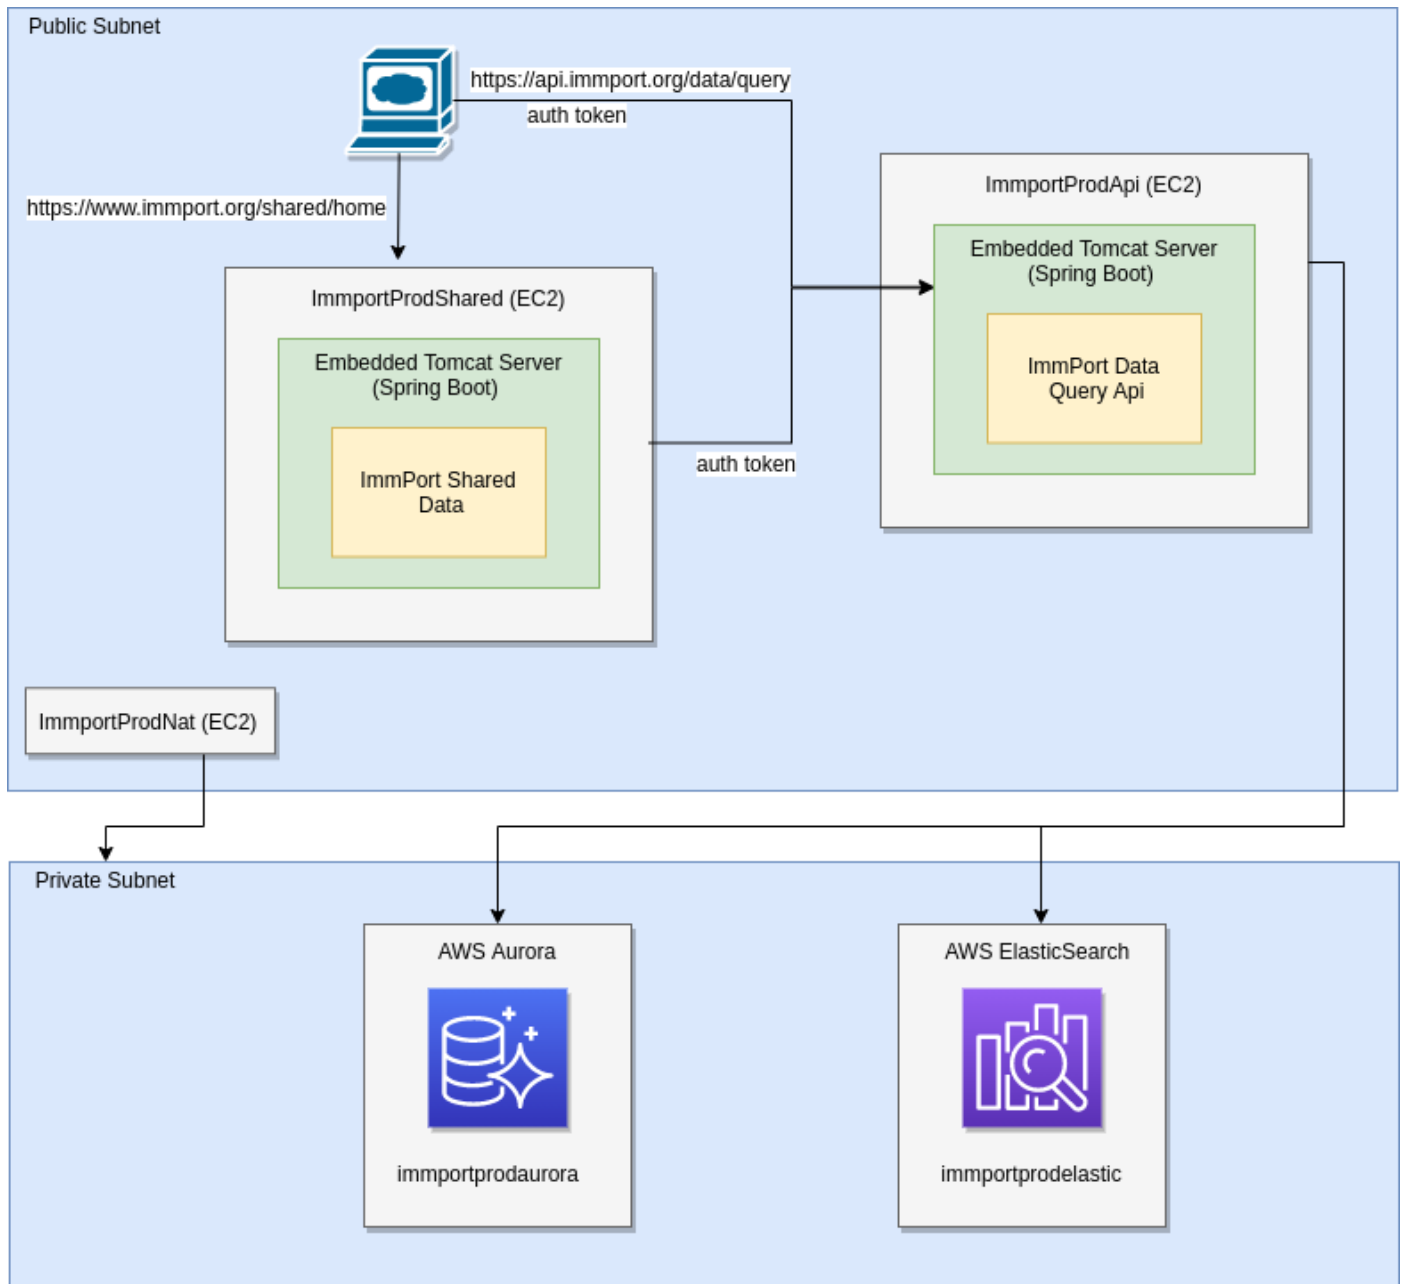 Public Subnet
https://api.immport.org/data/query
auth token
https://www.immport.org/shared/home
ImmportProdApi (EC2)
Embedded Tomcat Server
(Spring Boot)
ImmPort Data
Query Api
ImmportProdShared (EC2)
Embedded Tomcat Server
(Spring Boot)
ImmPort Shared
Data
auth token
ImmportProdNat (EC2)
Private Subnet
AWS Aurora
immportprodaurora
AWS ElasticSearch
immportprodelastic